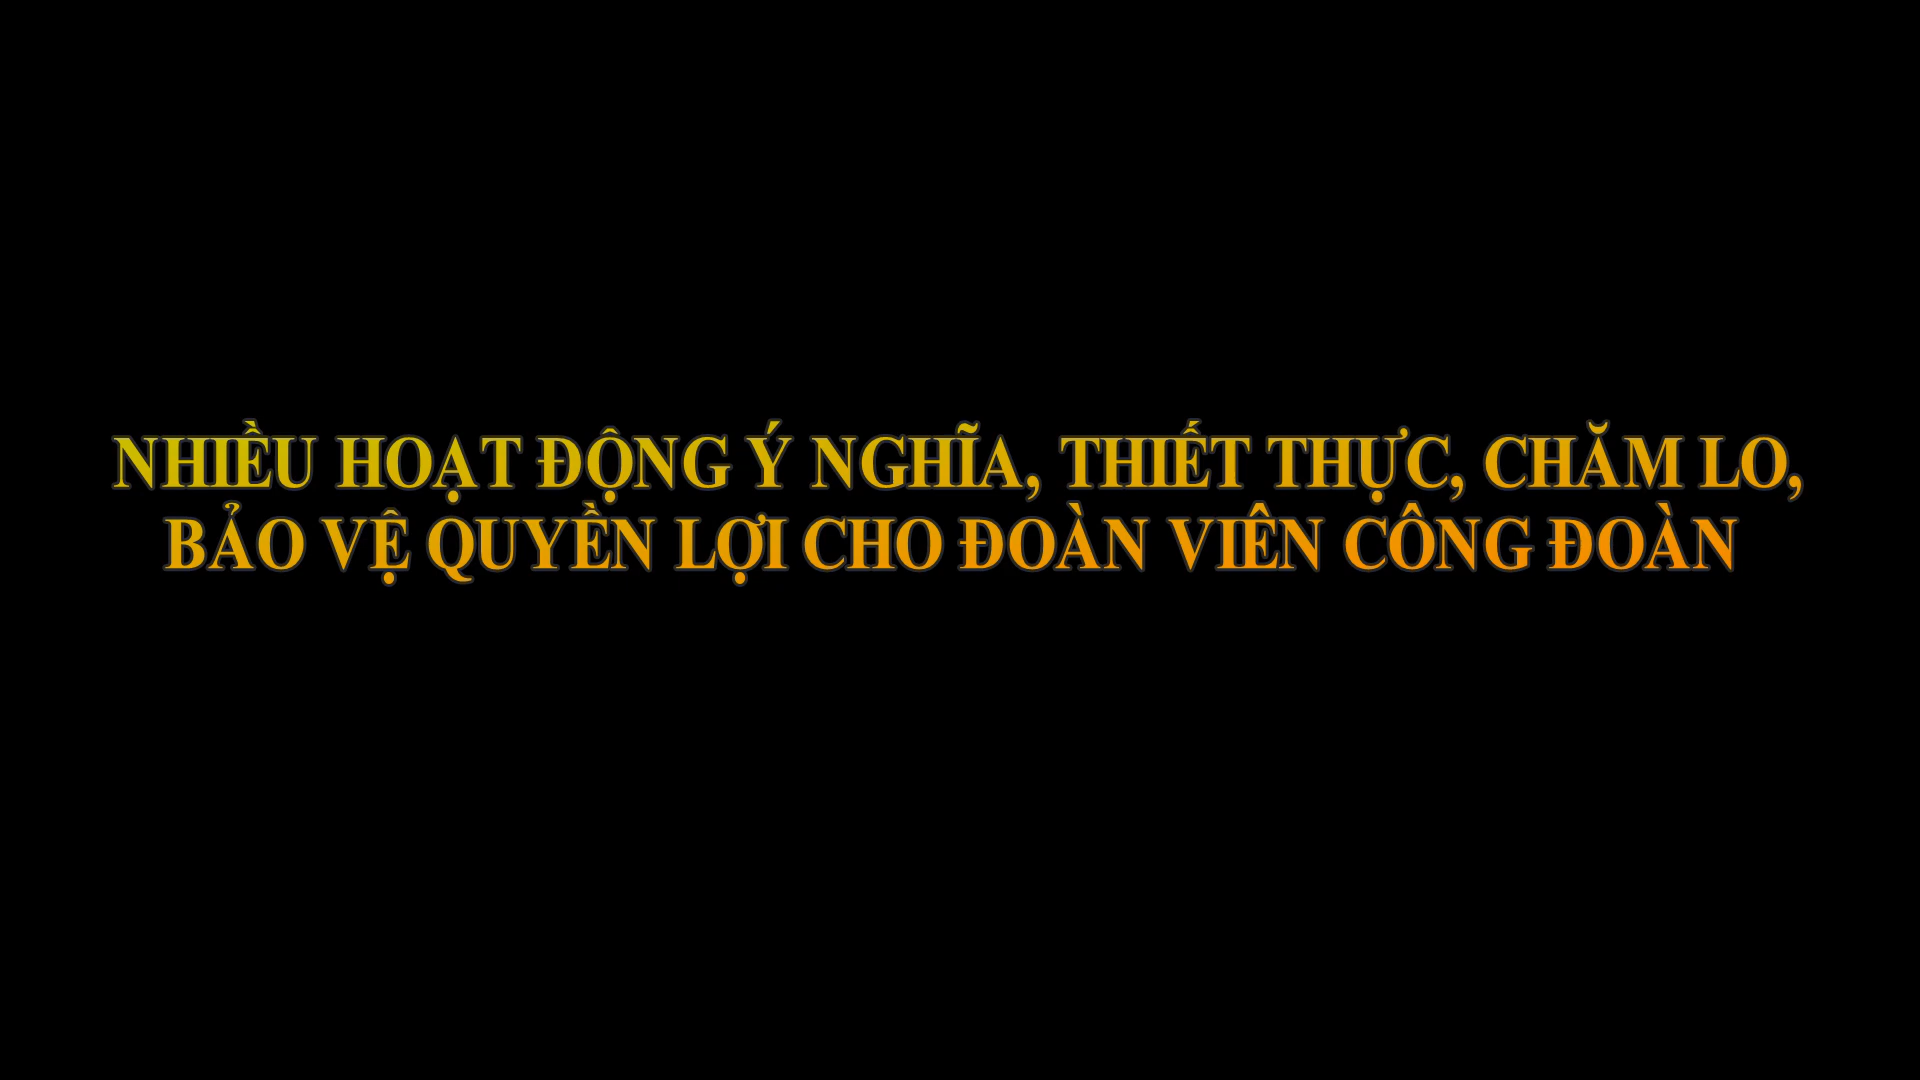 NHIỀU HOẠT ĐỘNG Ý NGHĨA, THIẾT THỰC, CHĂM LO,
BẢO VỆ QUYỀN LỢI CHO ĐOÀN VIÊN CÔNG ĐOÀN